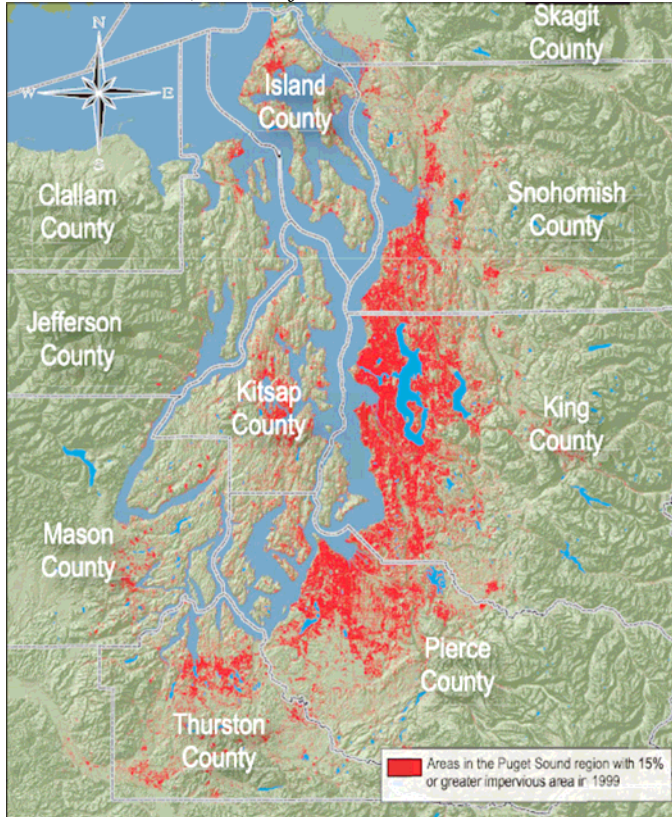 Skagit
County
N
W
E
S
Island
County
Clallam
County
Snohomish
County
Jefferson
County
Kitsap
County
King
County
Mason
County
Pierce
County
Thurston
County
Areas in the Puget Sound region with 15%
or greater impervious area in 1999